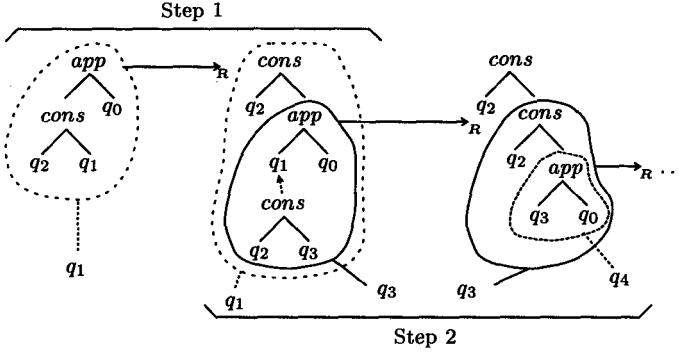 Step 1
app
cons q0
q2 q1
q1
R
cons
q2 app
q1 q0
cons
q2 q3
q1
q3
R
cons
q2 cons
q2 app
q3 q0
q3
q4
R ...
Step 2